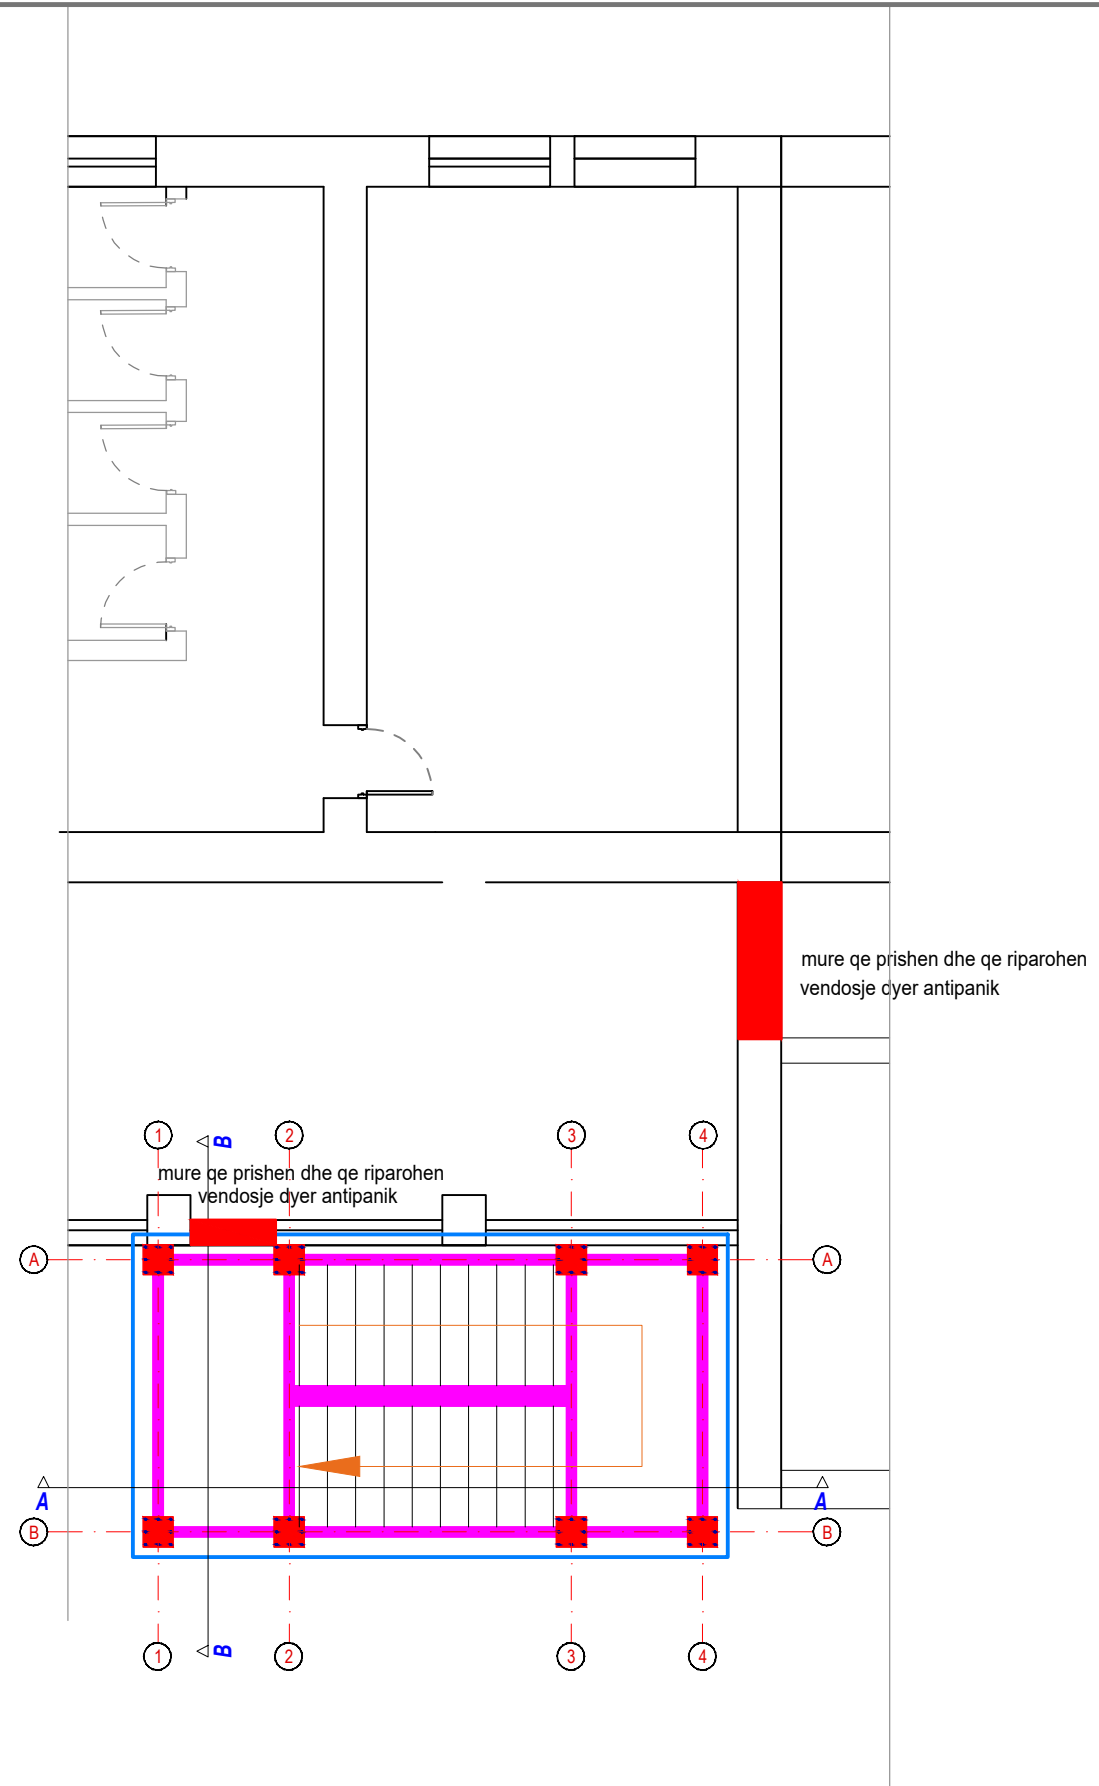 mure qe prishen dhe qe riparohen
vendosje dyer antipanik
1
B
2
3
4
mure qe prishen dhe qe riparohen
vendosje dyer antipanik
A
A
A
A
B
B
1
B
2
3
4